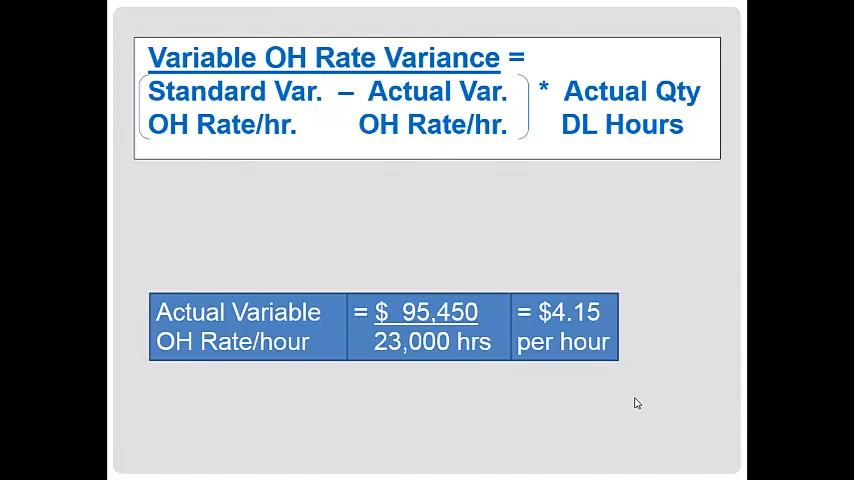 Variable OH Rate Variance =
Standard Var. – Actual Var. * Actual Qty
OH Rate/hr. OH Rate/hr. DL Hours
Actual Variable = $ 95,450 = $4.15
OH Rate/hour 23,000 hrs per hour